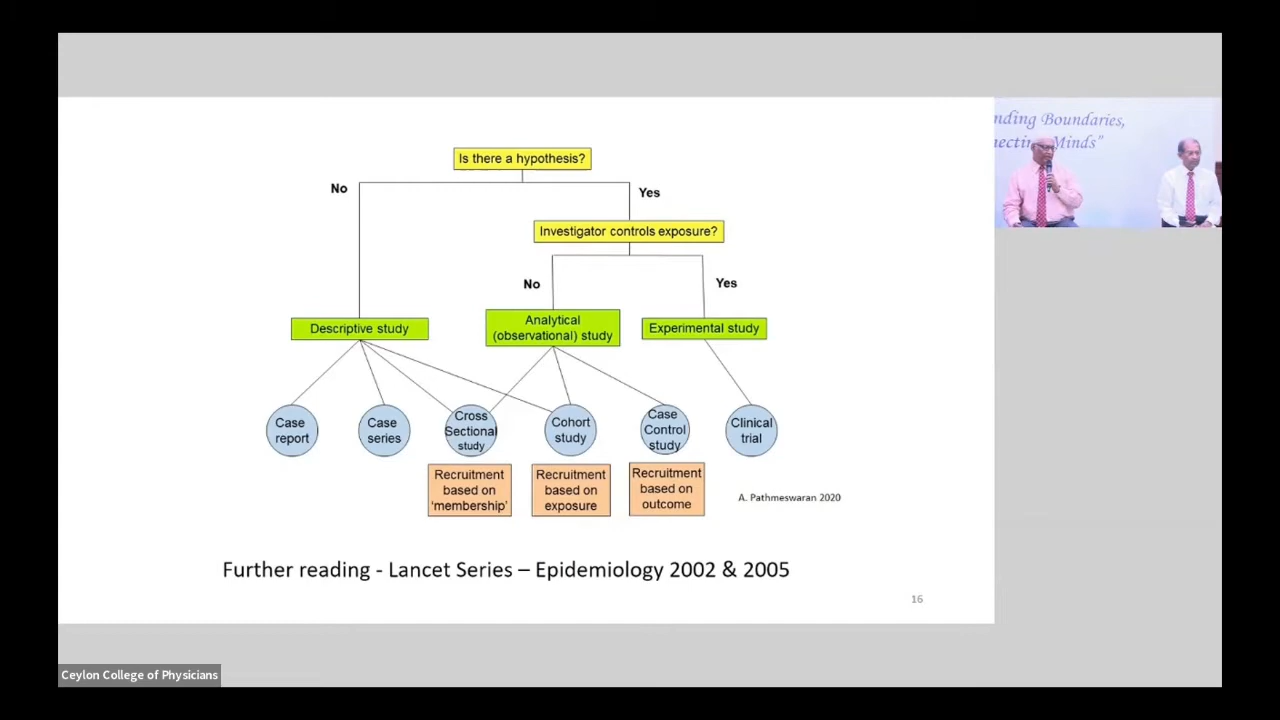 nding Boundaries,
Minds"
Is there a hypothesis?
No
Yes
Investigator controls exposure?
No
Yes
Descriptive study
Analytical
(observational) study
Experimental study
Case
report
Case
series
Cross
Sectional
study
Cohort
study
Case
Control
study
Clinical
trial
Recruitment
based on
'membership'
Recruitment
based on
exposure
Recruitment
based on
outcome
A. Pathmeswaran 2020
Further reading - Lancet Series – Epidemiology 2002 & 2005
16
Ceylon College of Physicians